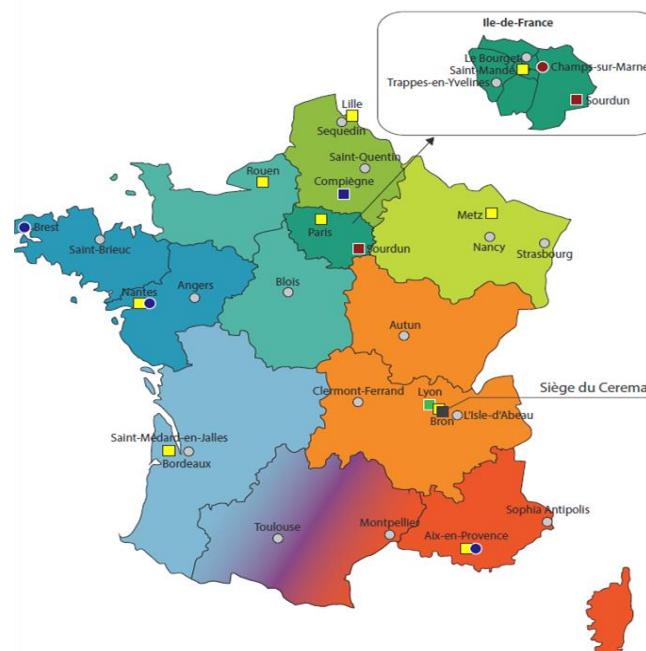 Ile-de-France
Le Bourget
Saint-Mandé
Champs-sur-Marne
Trappes-en-Yvelines
Sourdun
Lille
Sequedin
Saint-Quentin
Rouen
Compiègne
Paris
Sourdun
Metz
Nancy
Strasbourg
Brest
Saint-Brieuc
Nantes
Angers
Blois
Autun
Clermont-Ferrand
Lyon
Siège du Cerema
Bron
L'Isle-d'Abeau
Saint-Médard-en-Jalles
Bordeaux
Sophia Antipolis
Toulouse
Montpellier
Aix-en-Provence